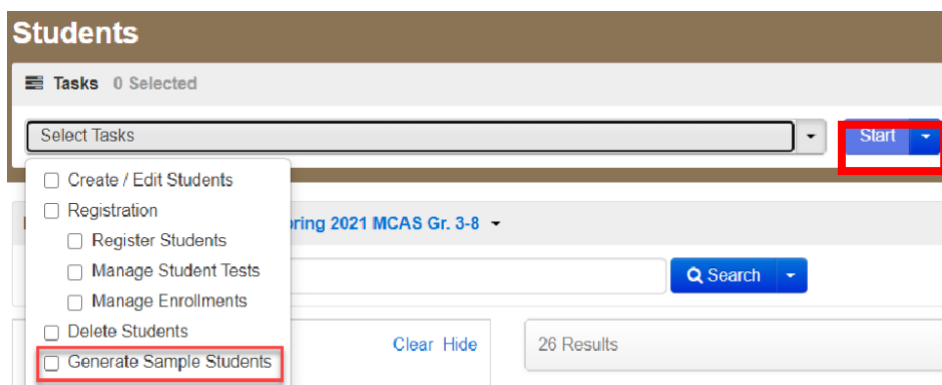 Students
Tasks 0 Selected
Select Tasks
Start
Create / Edit Students
Registration
Register Students
Manage Student Tests
Manage Enrollments
Delete Students
Generate Sample Students
2021 MCAS Gr. 3-8
Search
Clear Hide
26 Results